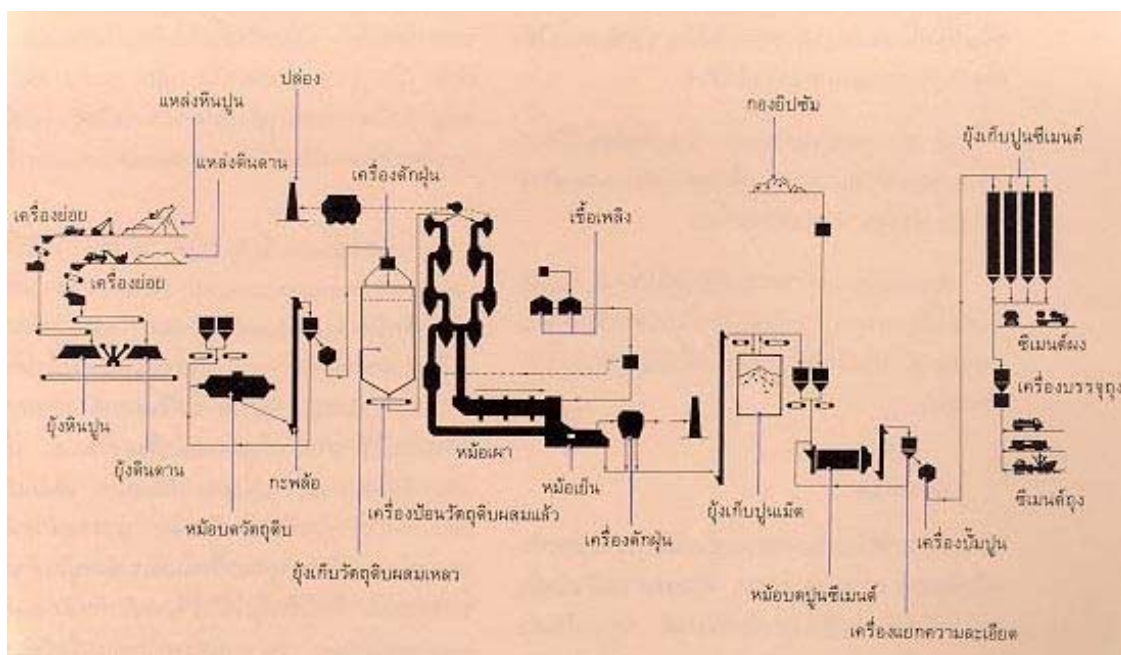 ปล่อง
แหล่งหินปูน
กองยิปซัม
ยุ้งเก็บปูนซีเมนต์
แหล่งดินดาน
เครื่องดักฝุ่น
เครื่องย่อย
เชื้อเพลิง
เครื่องย่อย
ซีเมนต์ผง
เครื่องบรรจุถุง
ยุ้งหินปูน
หม้อเผา
ยุ้งดินดาน
กะพล้อ
หม้อเย็น
ยุ้งเก็บปูนเม็ด
ซีเมนต์ถุง
หม้อบดวัตถุดิบ
เครื่องป้อนวัตถุดิบผสมแล้ว
เครื่องดักฝุ่น
เครื่องปั๊มปูน
ยุ้งเก็บวัตถุดิบผสมเหลว
หม้อบดปูนซีเมนต์
เครื่องแยกความละเอียด